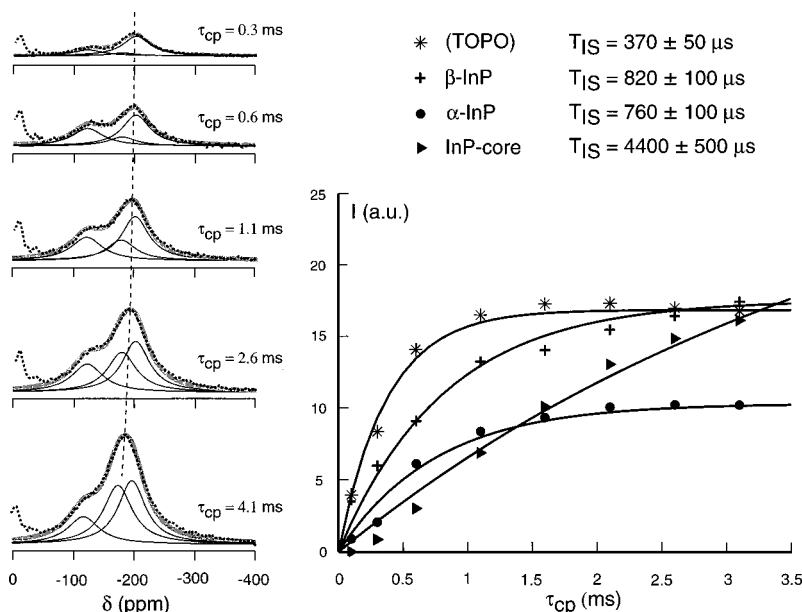 τcp = 0.3 ms
τcp = 0.6 ms
τcp = 1.1 ms
τcp = 2.6 ms
τcp = 4.1 ms
0 -100 -200 -300 -400
δ (ppm)
(TOPO) TIS = 370 ± 50 μs
β-InP TIS = 820 ± 100 μs
α-InP TIS = 760 ± 100 μs
InP-core TIS = 4400 ± 500 μs
I (a.u.)
25
20
15
10
5
0
0 0.5 1.0 1.5 2.0 2.5 3.0 3.5
τcp (ms)